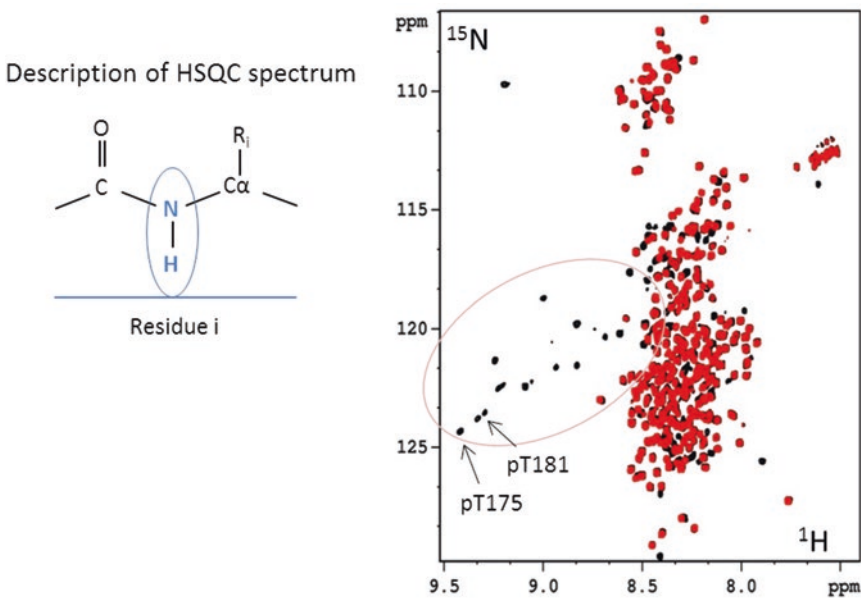 Description of HSQC spectrum
O
C
N
H
Cα
Rᵢ
Residue i
ppm
¹⁵N
110
115
120
125
pT181
pT175
¹H
9.5 9.0 8.5 8.0 ppm